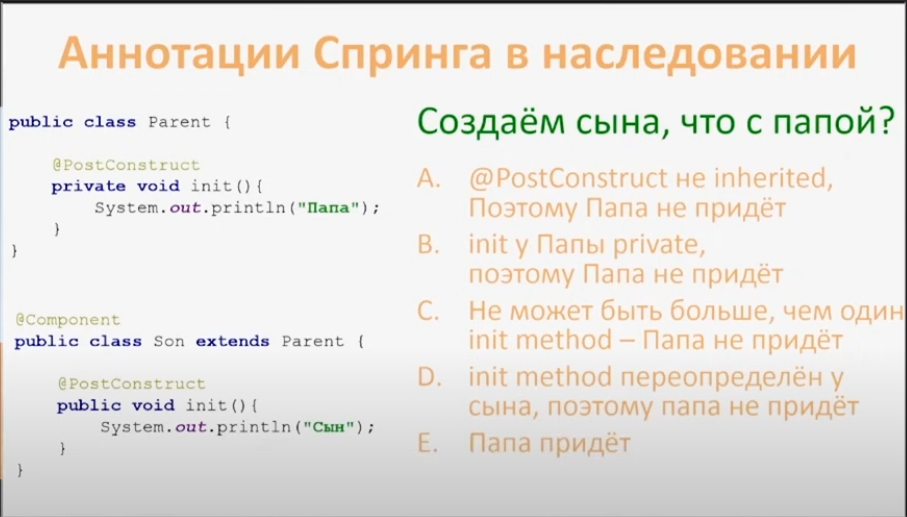 Аннотации Спринга в наследовании
public class Parent {
@PostConstruct
private void init(){
System.out.println("Папа");
}
}
@Component
public class Son extends Parent {
@PostConstruct
public void init(){
System.out.println("Сын");
}
}
Создаём сына, что с папой?
A. @PostConstruct не inherited,
Поэтому Папа не придёт
B. init у Папы private,
поэтому Папа не придёт
C. Не может быть больше, чем один
init method – Папа не придёт
D. init method переопределён у
сына, поэтому папа не придёт
E. Папа придёт